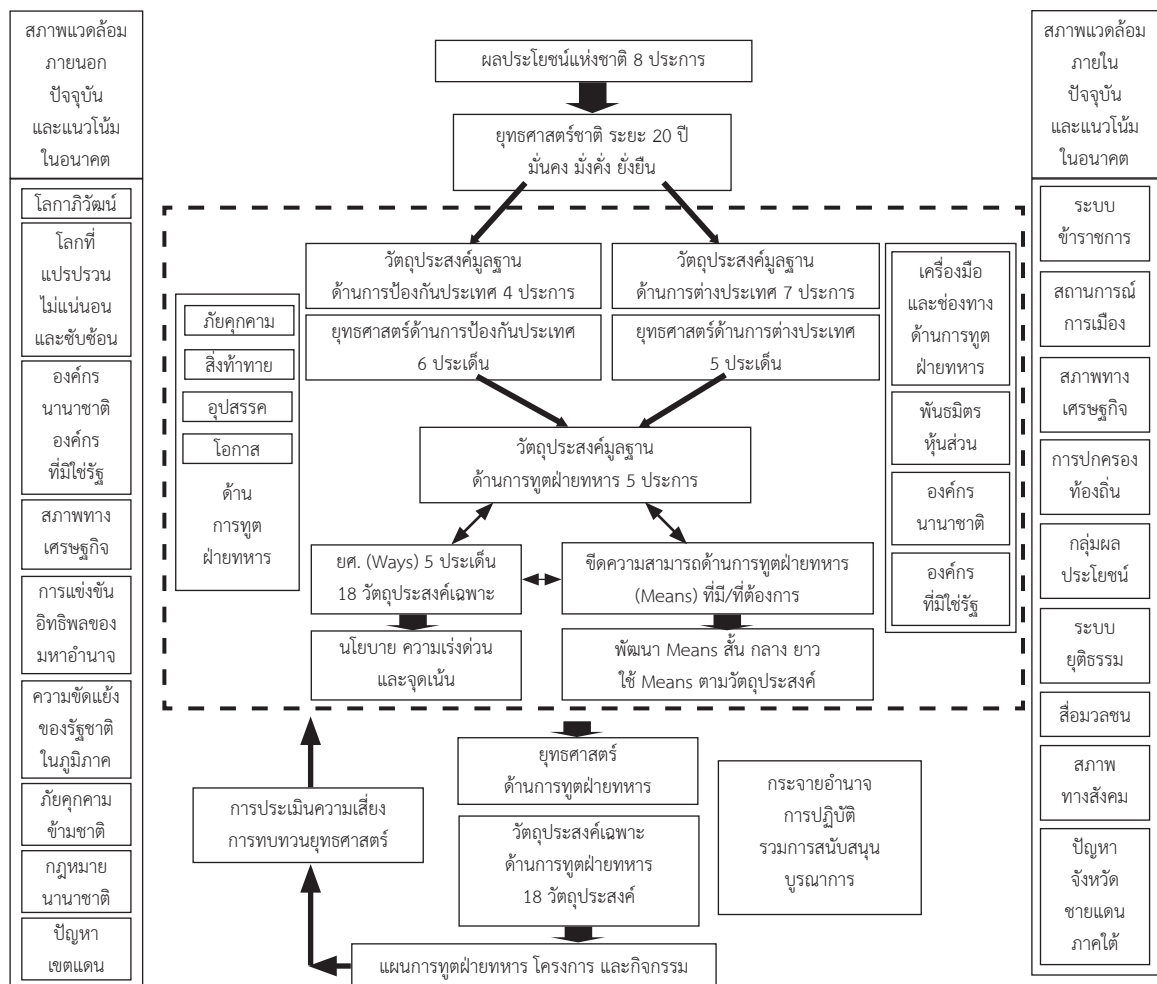 สภาพแวดล้อม
ภายนอก
ปัจจุบัน
และแนวโน้ม
ในอนาคต
โลกาภิวัฒน์
โลกที่
แปรปรวน
ไม่แน่นอน
และซับซ้อน
องค์กร
นานาชาติ
องค์กร
ที่มิใช่รัฐ
สภาพทาง
เศรษฐกิจ
การแข่งขัน
อิทธิพลของ
มหาอำนาจ
ความขัดแย้ง
ของรัฐชาติ
ในภูมิภาค
ภัยคุกคาม
ข้ามชาติ
กฎหมาย
นานาชาติ
ปัญหา
เขตแดน
ผลประโยชน์แห่งชาติ 8 ประการ
ยุทธศาสตร์ชาติ ระยะ 20 ปี
มั่นคง มั่งคั่ง ยั่งยืน
ภัยคุกคาม
สิ่งท้าทาย
อุปสรรค
โอกาส
ด้าน
การทูต
ฝ่ายทหาร
วัตถุประสงค์มูลฐาน
ด้านการป้องกันประเทศ 4 ประการ
ยุทธศาสตร์ด้านการป้องกันประเทศ
6 ประเด็น
วัตถุประสงค์มูลฐาน
ด้านการต่างประเทศ 7 ประการ
ยุทธศาสตร์ด้านการต่างประเทศ
5 ประเด็น
เครื่องมือ
และช่องทาง
ด้านการทูต
ฝ่ายทหาร
พันธมิตร
หุ้นส่วน
องค์กร
นานาชาติ
องค์กร
ที่มิใช่รัฐ
วัตถุประสงค์มูลฐาน
ด้านการทูตฝ่ายทหาร 5 ประการ
ยศ. (Ways) 5 ประเด็น
18 วัตถุประสงค์เฉพาะ
ขีดความสามารถด้านการทูตฝ่ายทหาร
(Means) ที่มี/ที่ต้องการ
นโยบาย ความเร่งด่วน
และจุดเน้น
พัฒนา Means สั้น กลาง ยาว
ใช้ Means ตามวัตถุประสงค์
ยุทธศาสตร์
ด้านการทูตฝ่ายทหาร
วัตถุประสงค์เฉพาะ
ด้านการทูตฝ่ายทหาร
18 วัตถุประสงค์
การประเมินความเสี่ยง
การทบทวนยุทธศาสตร์
กระจายอำนาจ
การปฏิบัติ
รวมการสนับสนุน
บูรณาการ
แผนการทูตฝ่ายทหาร โครงการ และกิจกรรม
สภาพแวดล้อม
ภายใน
ปัจจุบัน
และแนวโน้ม
ในอนาคต
ระบบ
ข้าราชการ
สถานการณ์
การเมือง
สภาพทาง
เศรษฐกิจ
การปกครอง
ท้องถิ่น
กลุ่มผล
ประโยชน์
ระบบ
ยุติธรรม
สื่อมวลชน
สภาพ
ทางสังคม
ปัญหา
จังหวัด
ชายแดน
ภาคใต้